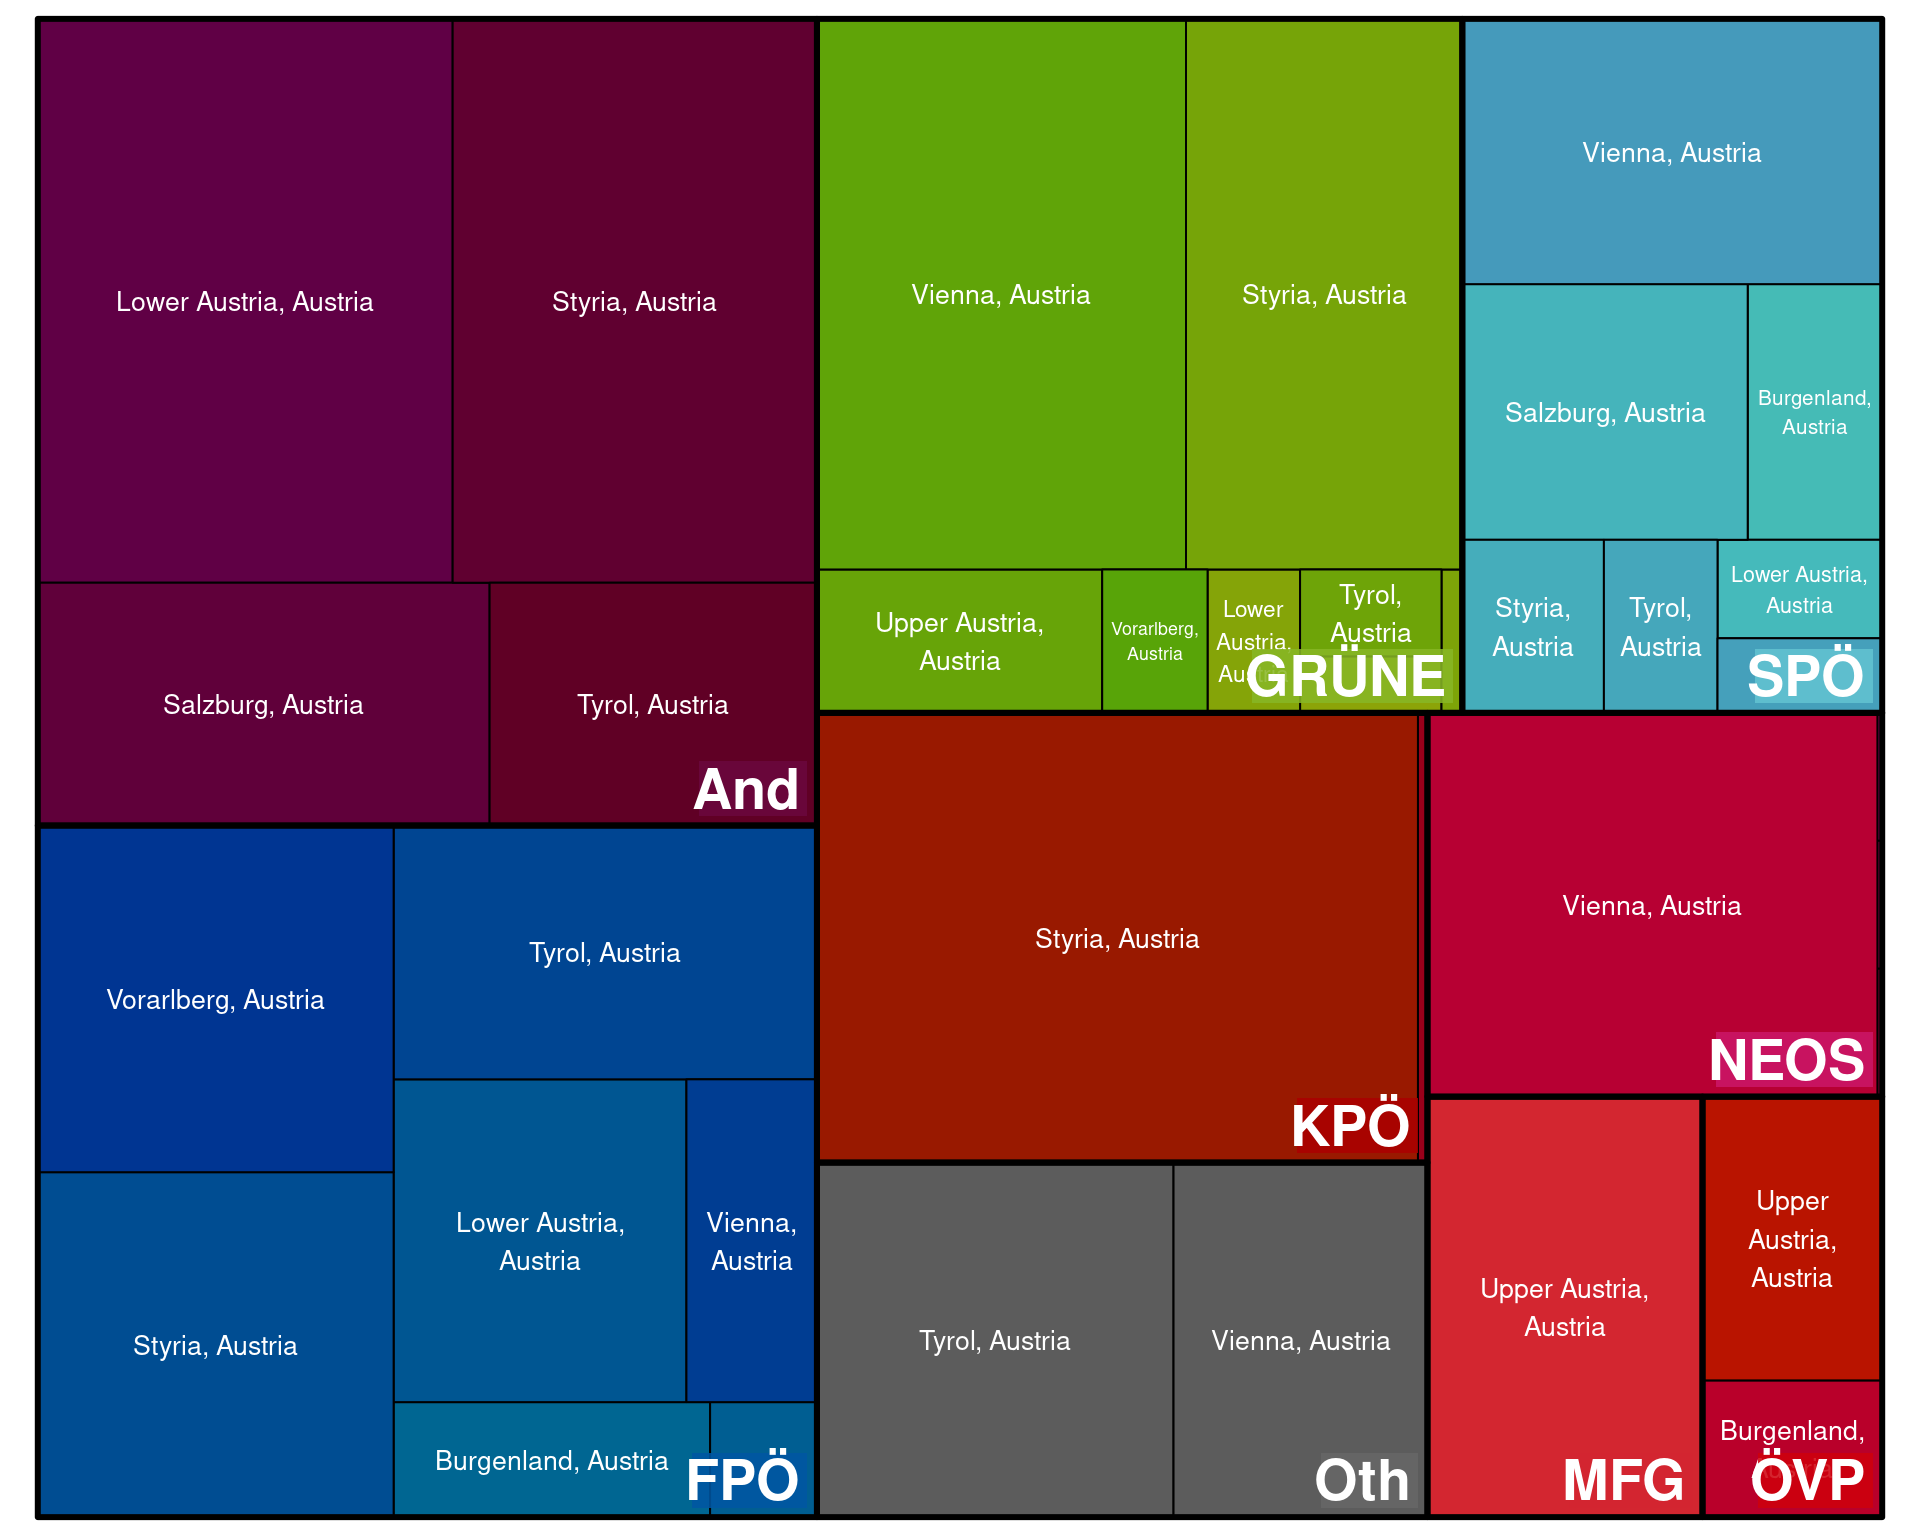 Lower Austria, Austria
Styria, Austria
Salzburg, Austria
Tyrol, Austria
And
Vorarlberg, Austria
Tyrol, Austria
Styria, Austria
Lower Austria,
Austria
Vienna,
Austria
Burgenland, Austria
FPÖ
Vienna, Austria
Styria, Austria
Upper Austria,
Austria
Vorarlberg,
Austria
Lower
Austria,
Tyrol,
Austria
GRÜNE
Vienna, Austria
Salzburg, Austria
Burgenland,
Austria
Styria,
Austria
Tyrol,
Austria
Lower Austria,
Austria
SPÖ
Styria, Austria
KPÖ
Vienna, Austria
NEOS
Tyrol, Austria
Vienna, Austria
Oth
Upper Austria,
Austria
MFG
Upper
Austria,
Austria
Burgenland,
ÖVP